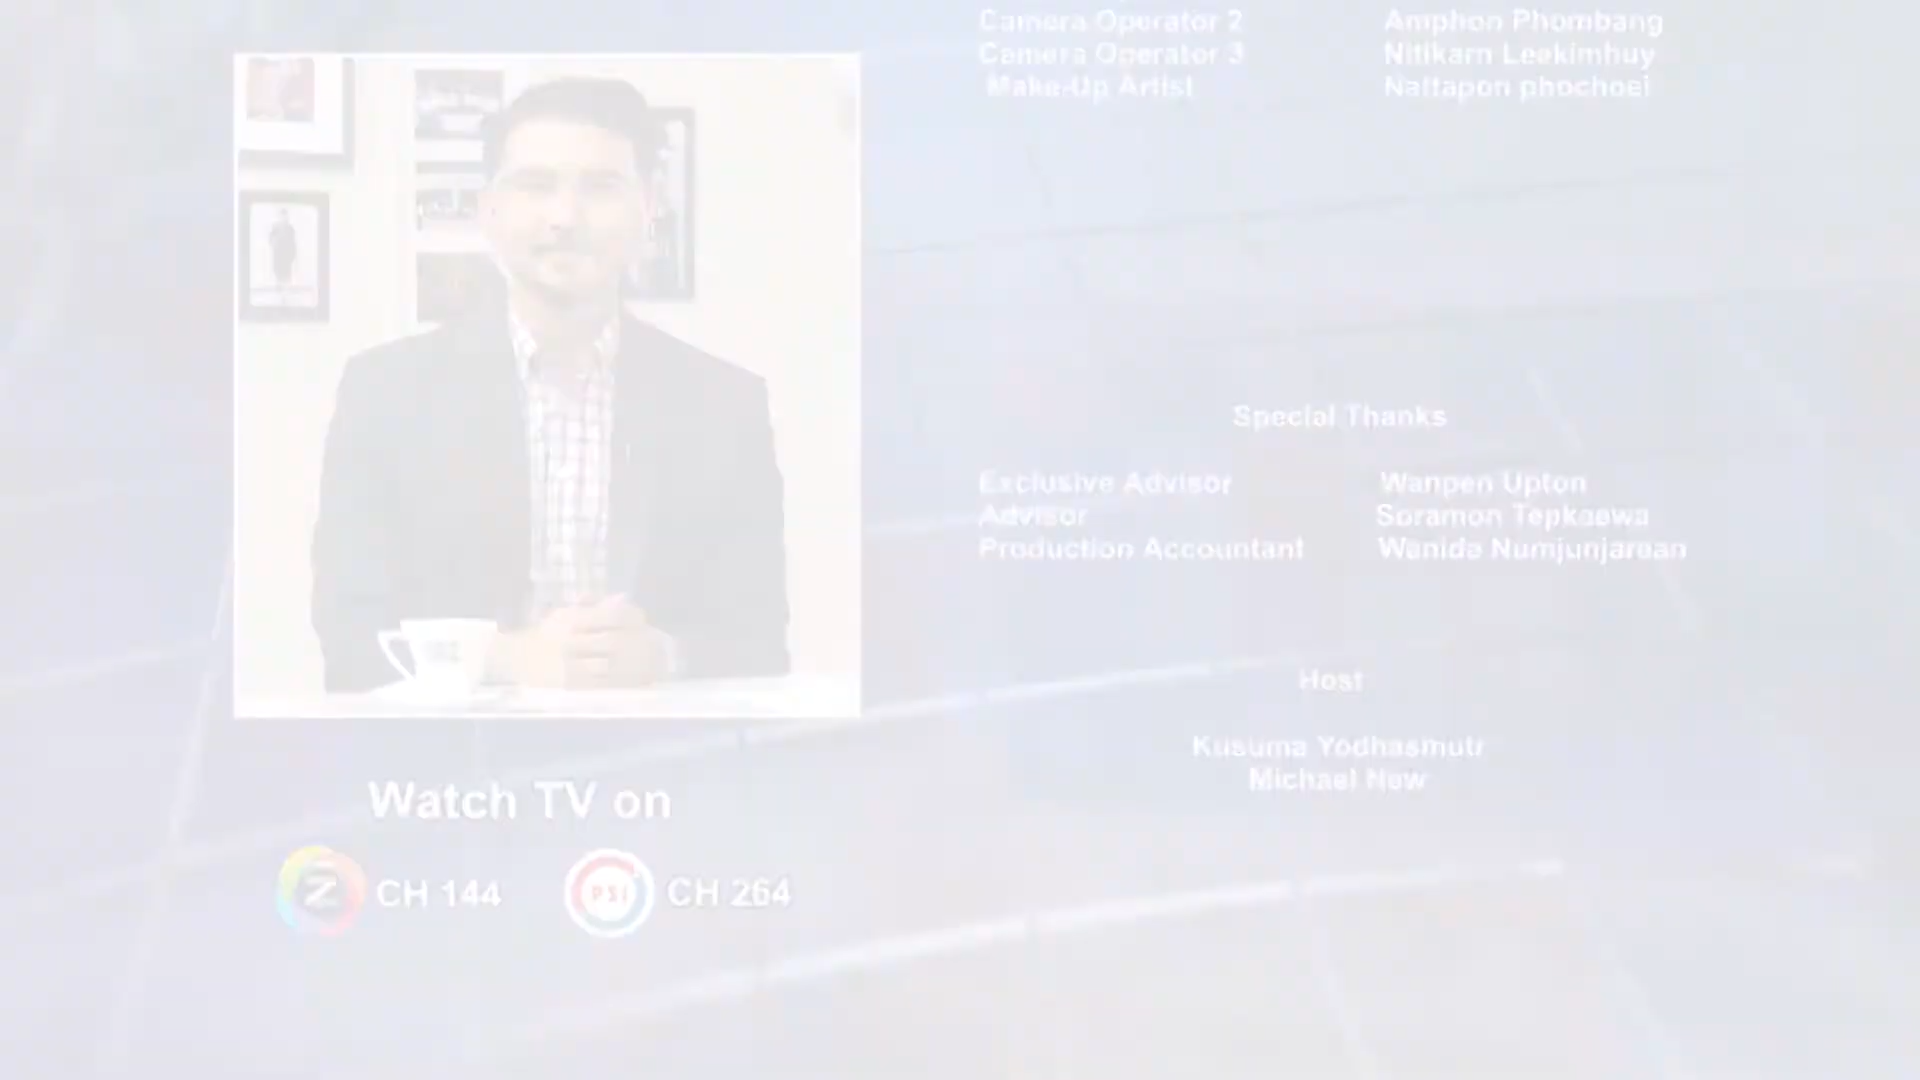 Camera Operator 2 Amphon Phombang
Camera Operator 3 Nitikarn Leekimhuy
Make-Up Artist Nattapon phochoei
Special Thanks
Exclusive Advisor Wanpen Upton
Advisor Soramon Tepkaewa
Production Accountant Wanida Numjunjarean
Host
Kusuma Yodhasmutr
Michael New
Watch TV on
CH 144
PSI CH 264